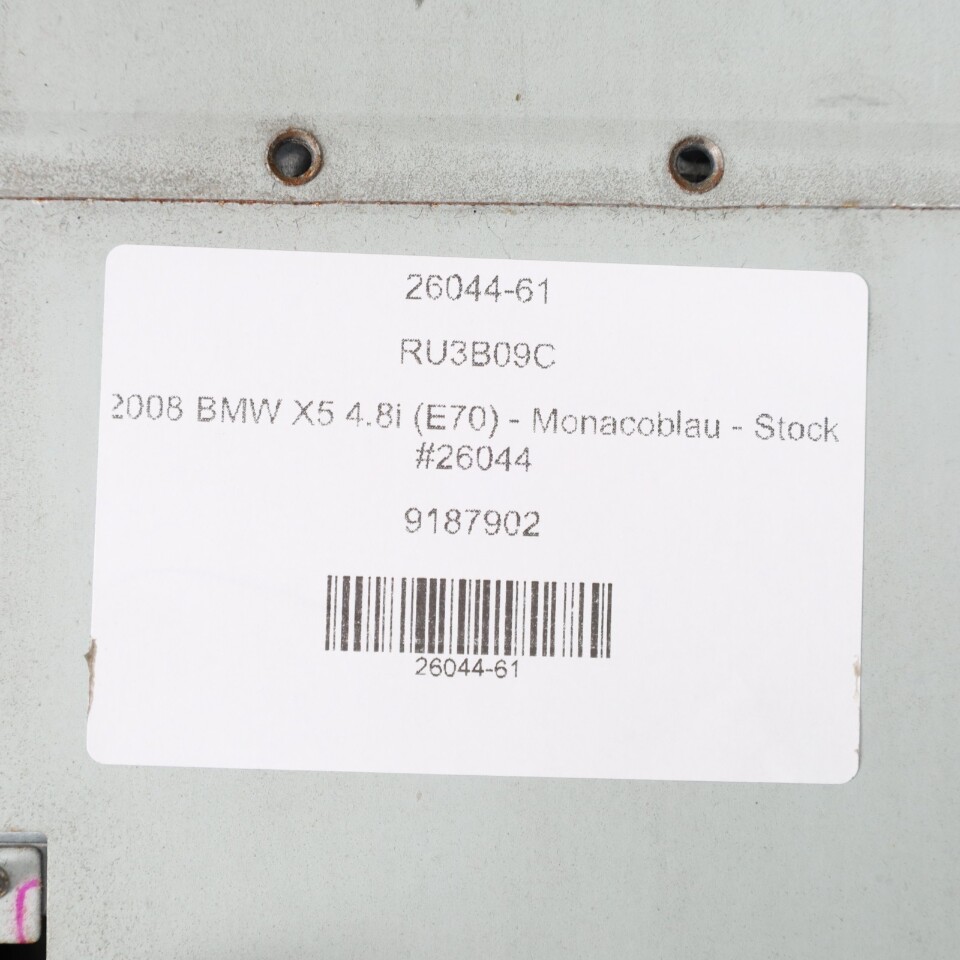 26044-61
RU3B09C
2008 BMW X5 4.8i (E70) - Monacoblau - Stock
#26044
9187902
26044-61